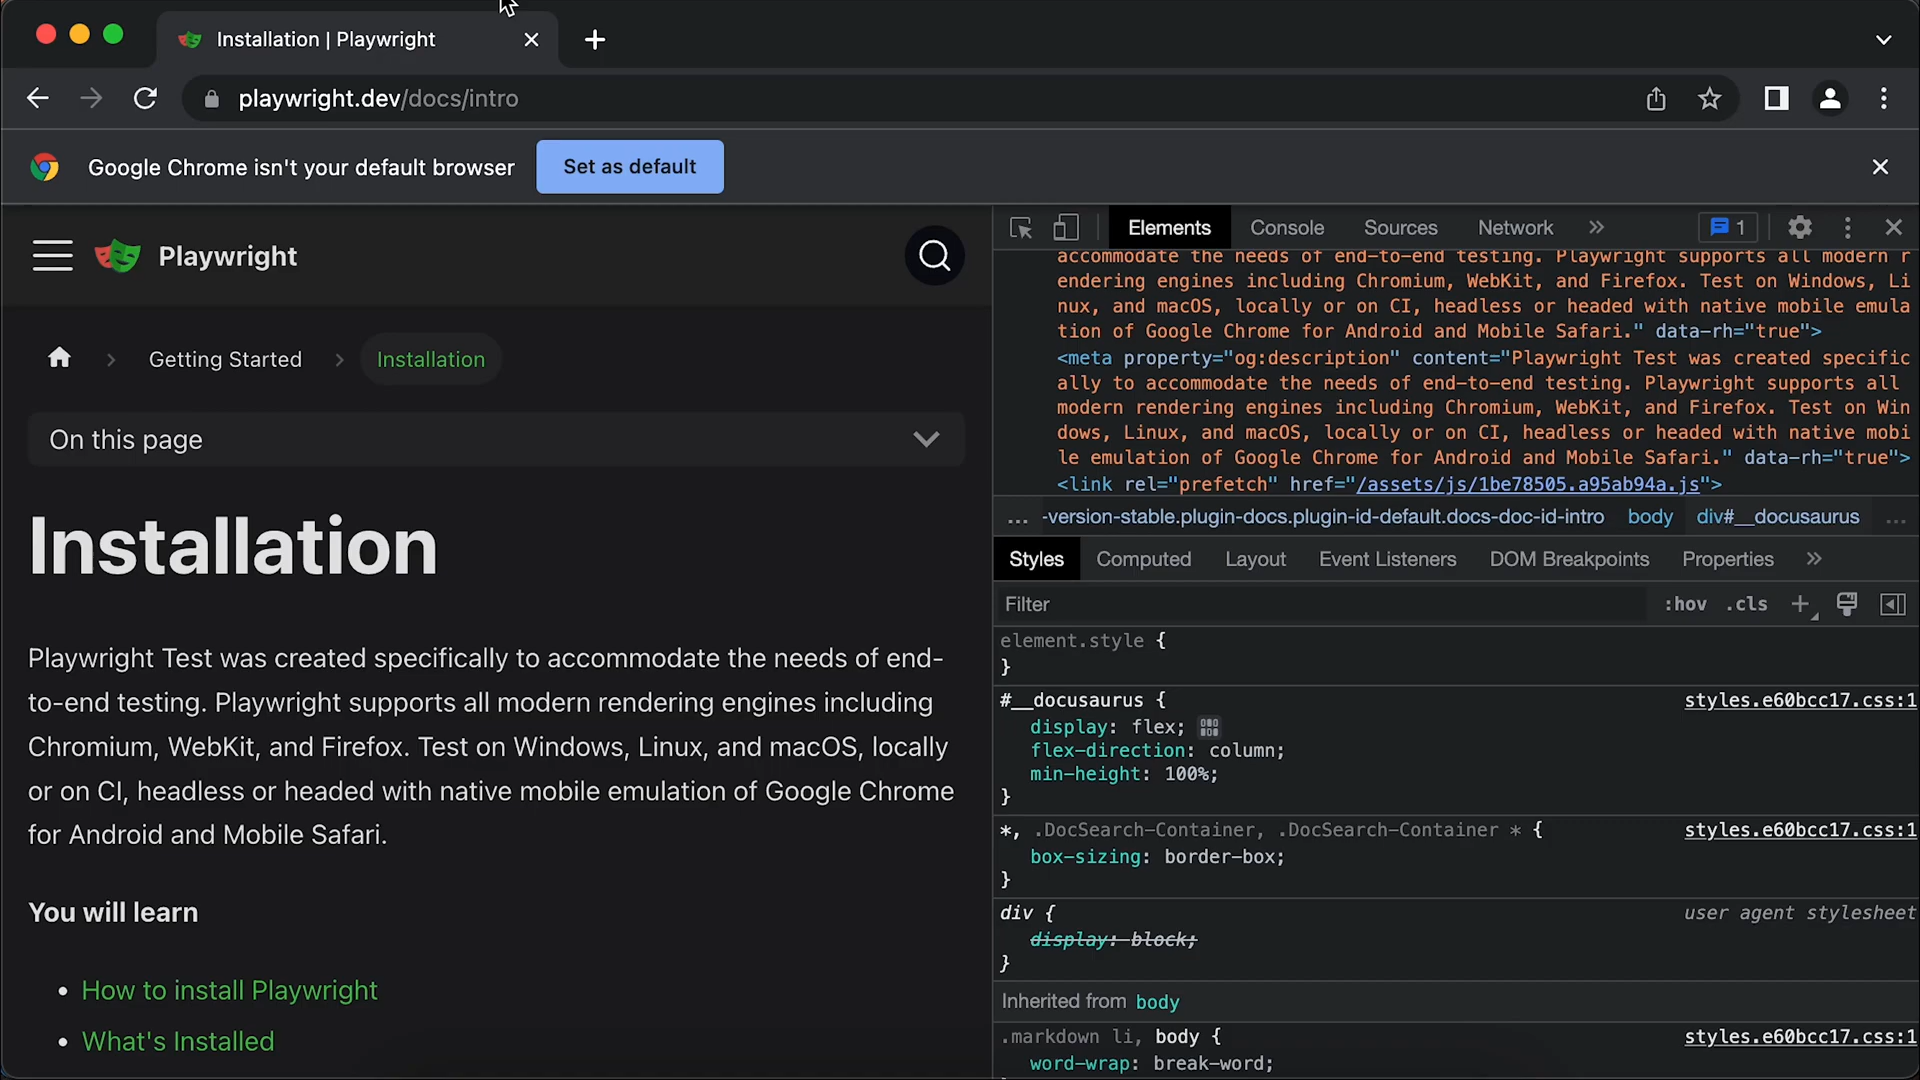 Installation | Playwright
playwright.dev/docs/intro
Google Chrome isn't your default browser
Set as default
Playwright
Getting Started
Installation
On this page
Installation
Playwright Test was created specifically to accommodate the needs of end-
to-end testing. Playwright supports all modern rendering engines including
Chromium, WebKit, and Firefox. Test on Windows, Linux, and macOS, locally
or on CI, headless or headed with native mobile emulation of Google Chrome
for Android and Mobile Safari.
You will learn
• How to install Playwright
• What's Installed
Elements Console Sources Network » 1
accommodate the needs of end-to-end testing. Playwright supports all modern r
endering engines including Chromium, WebKit, and Firefox. Test on Windows, Li
nux, and macOS, locally or on CI, headless or headed with native mobile emula
tion of Google Chrome for Android and Mobile Safari." data-rh="true">
<meta property="og:description" content="Playwright Test was created specific
ally to accommodate the needs of end-to-end testing. Playwright supports all
modern rendering engines including Chromium, WebKit, and Firefox. Test on Win
dows, Linux, and macOS, locally or on CI, headless or headed with native mobi
le emulation of Google Chrome for Android and Mobile Safari." data-rh="true">
<link rel="prefetch" href="/assets/js/1be78505.a95ab94a.js">
... -version-stable.plugin-docs.plugin-id-default.docs-doc-id-intro body div#__docusaurus ...
Styles Computed Layout Event Listeners DOM Breakpoints Properties »
Filter :hov .cls +
element.style {
}
#__docusaurus { styles.e60bcc17.css:1
display: flex;
flex-direction: column;
min-height: 100%;
}
*, .DocSearch-Container, .DocSearch-Container * { styles.e60bcc17.css:1
box-sizing: border-box;
}
div { user agent stylesheet
display: block;
}
Inherited from body
.markdown li, body { styles.e60bcc17.css:1
word-wrap: break-word;